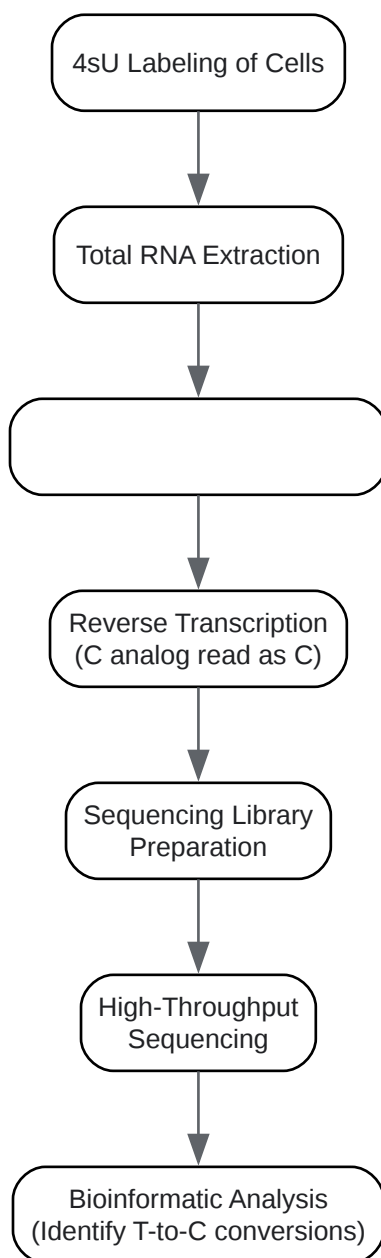 4sU Labeling of Cells
Total RNA Extraction
Reverse Transcription
(C analog read as C)
Sequencing Library
Preparation
High-Throughput
Sequencing
Bioinformatic Analysis
(Identify T-to-C conversions)